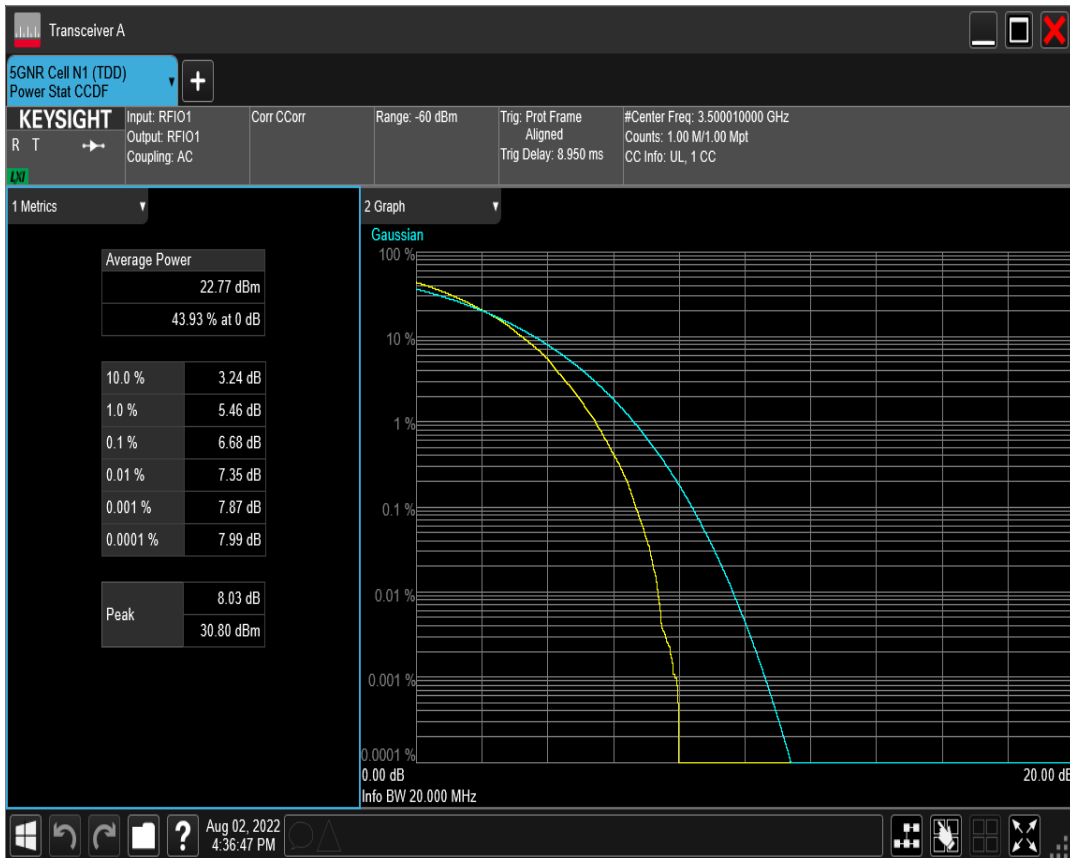 Transceiver A
5GNR Cell N1 (TDD)
Power Stat CCDF
KEYSIGHT
R T
LXI
Input: RFIO1
Output: RFIO1
Coupling: AC
Corr CCorr
Range: -60 dBm
Trig: Prot Frame
Aligned
Trig Delay: 8.950 ms
#Center Freq: 3.500010000 GHz
Counts: 1.00 M/1.00 Mpt
CC Info: UL, 1 CC
1 Metrics
Average Power
22.77 dBm
43.93 % at 0 dB
10.0 % 3.24 dB
1.0 % 5.46 dB
0.1 % 6.68 dB
0.01 % 7.35 dB
0.001 % 7.87 dB
0.0001 % 7.99 dB
Peak
8.03 dB
30.80 dBm
2 Graph
Gaussian
100 %
10 %
1 %
0.1 %
0.01 %
0.001 %
0.0001 %
0.00 dB
20.00 dB
Info BW 20.000 MHz
?
Aug 02, 2022
4:36:47 PM